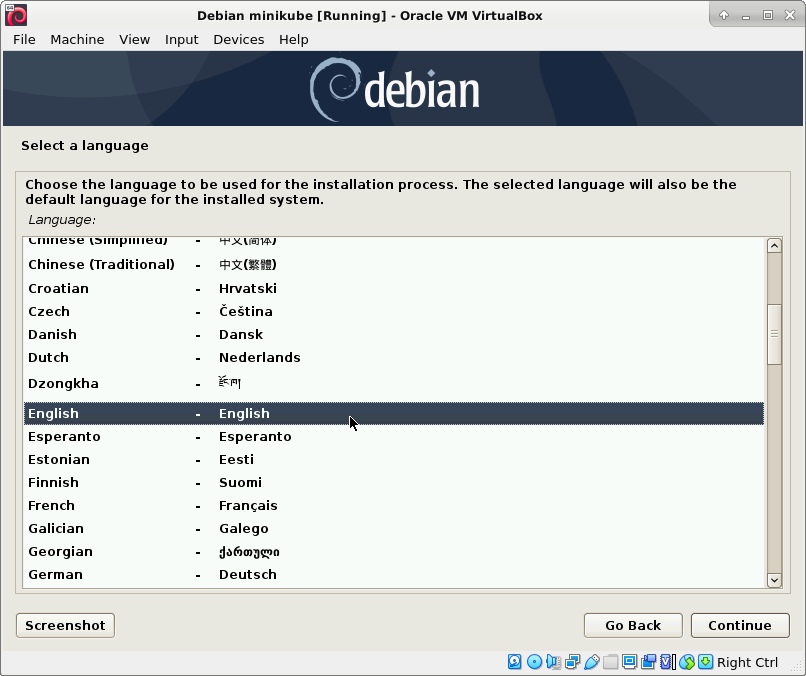 Debian minikube [Running] - Oracle VM VirtualBox
File Machine View Input Devices Help
debian
Select a language
Choose the language to be used for the installation process. The selected language will also be the
default language for the installed system.
Language:
Chinese (Simplified) - 中文(简体)
Chinese (Traditional) - 中文(繁體)
Croatian - Hrvatski
Czech - Čeština
Danish - Dansk
Dutch - Nederlands
Dzongkha - རྫོང་ཁ།
English - English
Esperanto - Esperanto
Estonian - Eesti
Finnish - Suomi
French - Français
Galician - Galego
Georgian - ქართული
German - Deutsch
Screenshot Go Back Continue
Right Ctrl